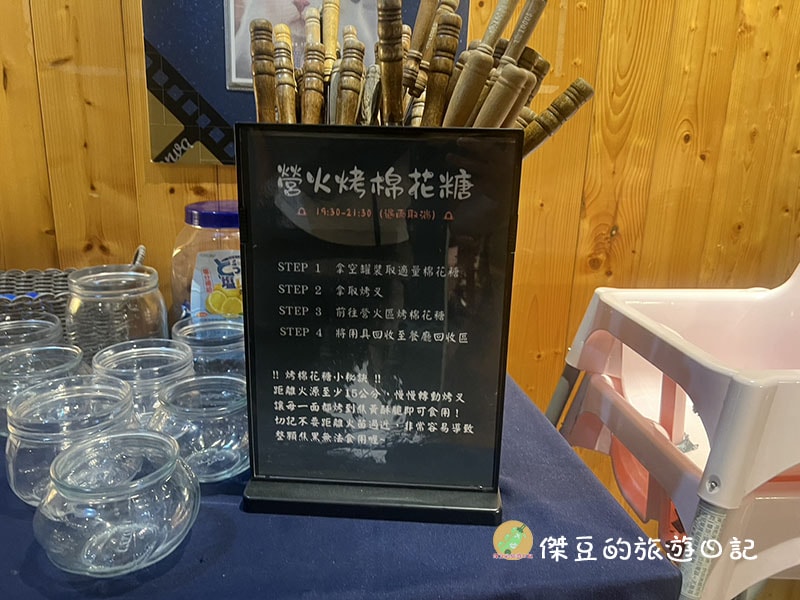 營火烤棉花糖
19:30-21:30 (遇雨取消)
STEP 1 拿空罐裝取適量棉花糖
STEP 2 拿取烤叉
STEP 3 前往營火區烤棉花糖
STEP 4 將用具回收至餐廳回收區
!! 烤棉花糖小秘訣 !!
距離火源至少15公分、慢慢轉動烤叉
讓每一面都烤到焦黃酥脆即可食用!
切記不要距離火苗過近、非常容易導致
整顆焦黑無法食用喔~
傑豆的旅遊日記